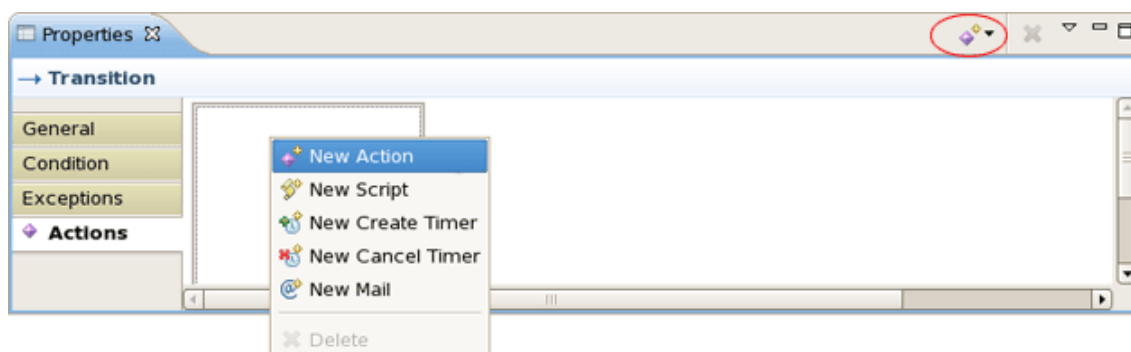 Properties
Transition
General
Condition
Exceptions
Actions
New Action
New Script
New Create Timer
New Cancel Timer
New Mail
Delete